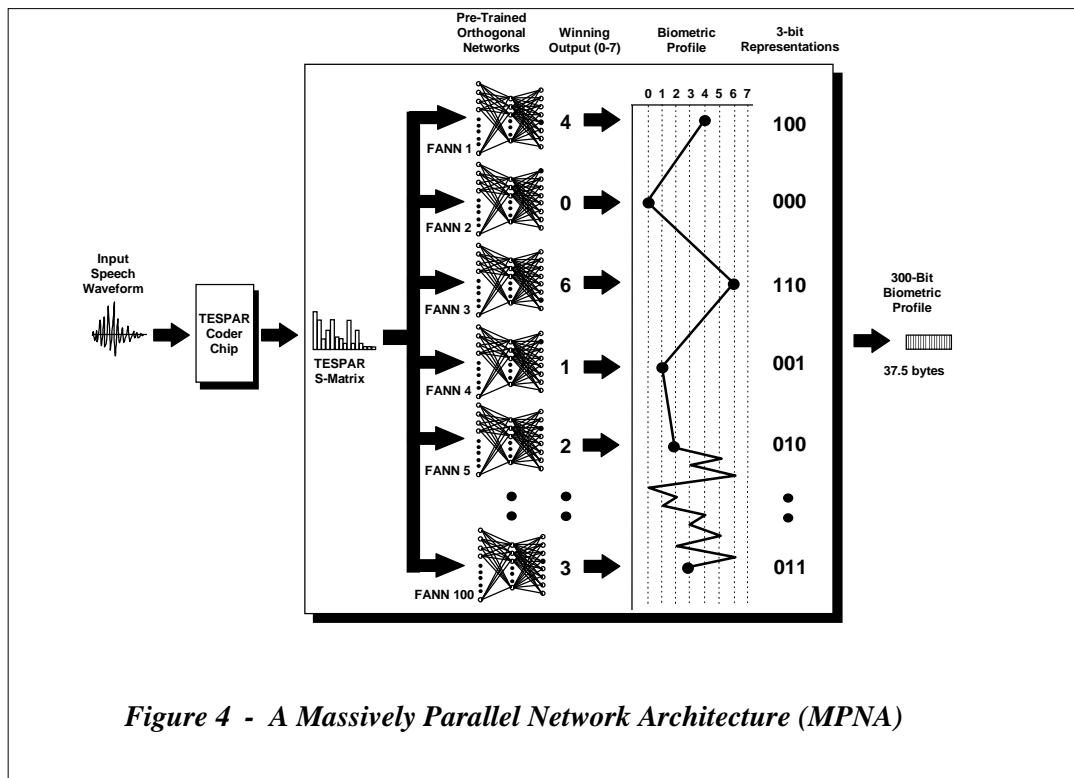 Pre-Trained
Orthogonal
Networks
Winning
Output (0-7)
Biometric
Profile
3-bit
Representations
0 1 2 3 4 5 6 7
FANN 1
4
100
FANN 2
0
000
Input
Speech
Waveform
TESPAR
Coder
Chip
TESPAR
S-Matrix
FANN 3
6
110
300-Bit
Biometric
Profile
37.5 bytes
FANN 4
1
001
FANN 5
2
010
FANN 100
3
011
Figure 4 - A Massively Parallel Network Architecture (MPNA)